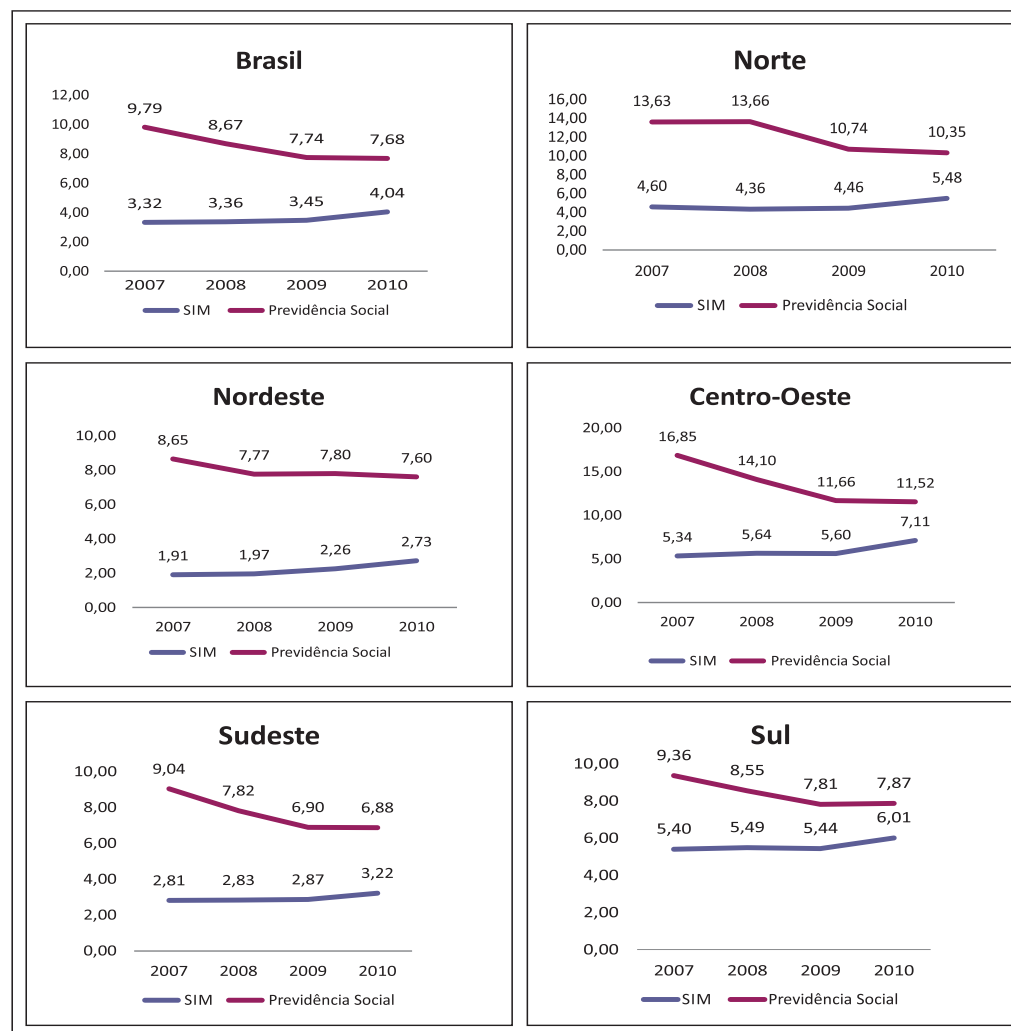 Brasil
12,00
10,00
8,00
6,00
4,00
2,00
0,00
9,79 8,67 7,74 7,68
3,32 3,36 3,45 4,04
2007 2008 2009 2010
SIM Previdência Social
Norte
16,00
14,00
12,00
10,00
8,00
6,00
4,00
2,00
0,00
13,63 13,66 10,74 10,35
4,60 4,36 4,46 5,48
2007 2008 2009 2010
SIM Previdência Social
Nordeste
10,00
8,00
6,00
4,00
2,00
0,00
8,65 7,77 7,80 7,60
1,91 1,97 2,26 2,73
2007 2008 2009 2010
SIM Previdência Social
Centro-Oeste
20,00
15,00
10,00
5,00
0,00
16,85 14,10 11,66 11,52
5,34 5,64 5,60 7,11
2007 2008 2009 2010
SIM Previdência Social
Sudeste
10,00
8,00
6,00
4,00
2,00
0,00
9,04 7,82 6,90 6,88
2,81 2,83 2,87 3,22
2007 2008 2009 2010
SIM Previdência Social
Sul
10,00
8,00
6,00
4,00
2,00
0,00
9,36 8,55 7,81 7,87
5,40 5,49 5,44 6,01
2007 2008 2009 2010
SIM Previdência Social